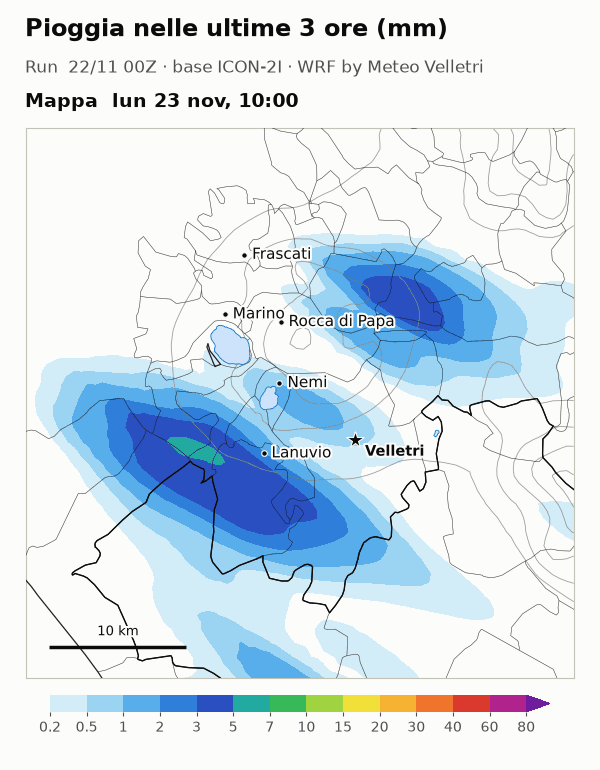 Pioggia nelle ultime 3 ore (mm)
Run 22/11 00Z · base ICON-2I · WRF by Meteo Velletri
Mappa lun 23 nov, 10:00
Frascati
Marino
Rocca di Papa
Nemi
Velletri
Lanuvio
10 km
0.2 0.5 1 2 3 5 7 10 15 20 30 40 60 80